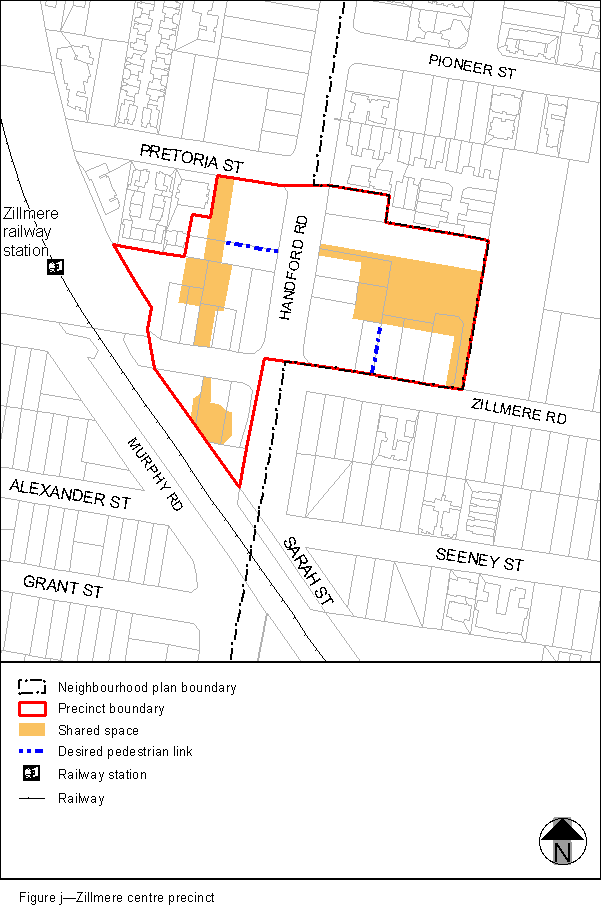 PIONEER ST
PRETORIA ST
Zillmere
railway
station
HANDFORD RD
ZILLMERE RD
MURPHY RD
ALEXANDER ST
SARAH ST
SEENEY ST
GRANT ST
Neighbourhood plan boundary
Precinct boundary
Shared space
Desired pedestrian link
Railway station
Railway
N
Figure j—Zillmere centre precinct